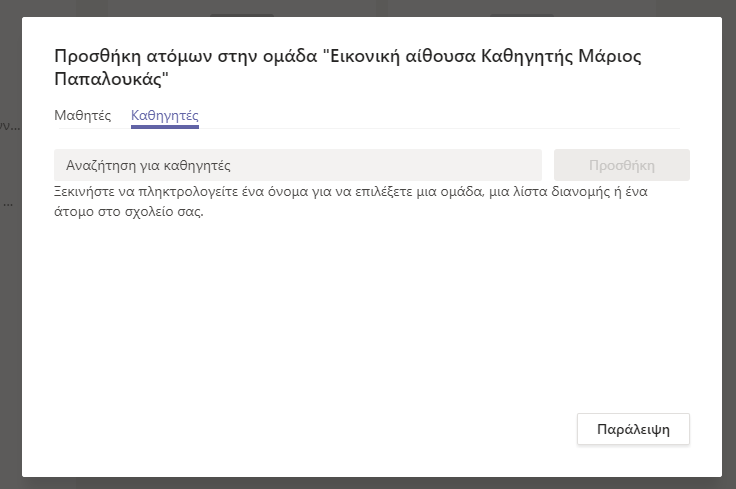 Προσθήκη ατόμων στην ομάδα "Εικονική αίθουσα Καθηγητής Μάριος
Παπαλουκάς"
Μαθητές Καθηγητές
Αναζήτηση για καθηγητές Προσθήκη
Ξεκινήστε να πληκτρολογείτε ένα όνομα για να επιλέξετε μια ομάδα, μια λίστα διανομής ή ένα
άτομο στο σχολείο σας.
Παράλειψη